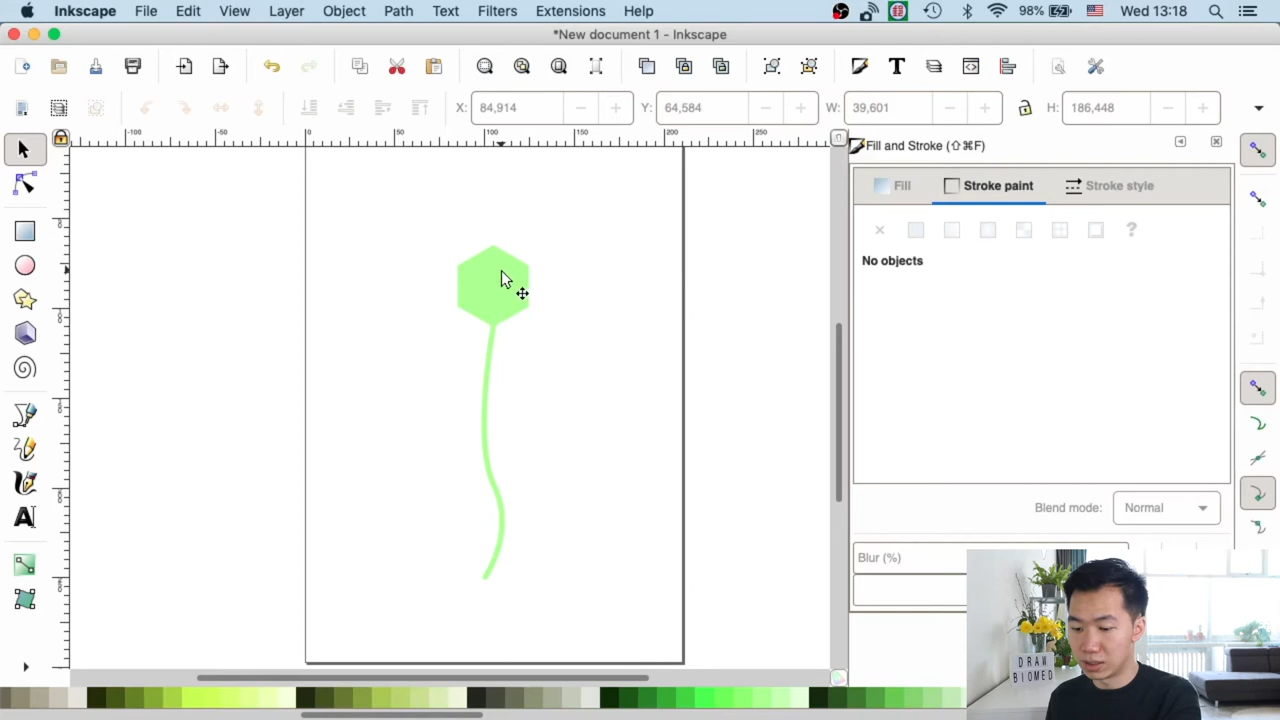 Inkscape File Edit View Layer Object Path Text Filters Extensions Help 98% Wed 13:18
*New document 1 - Inkscape
X: 84,914 Y: 64,584 W: 39,601 H: 186,448
-100 -50 0 50 100 150 200 250
Fill and Stroke (⇧⌘F)
Fill Stroke paint Stroke style
?
No objects
Blend mode: Normal
Blur (%)
A
DRAW
BIOMED